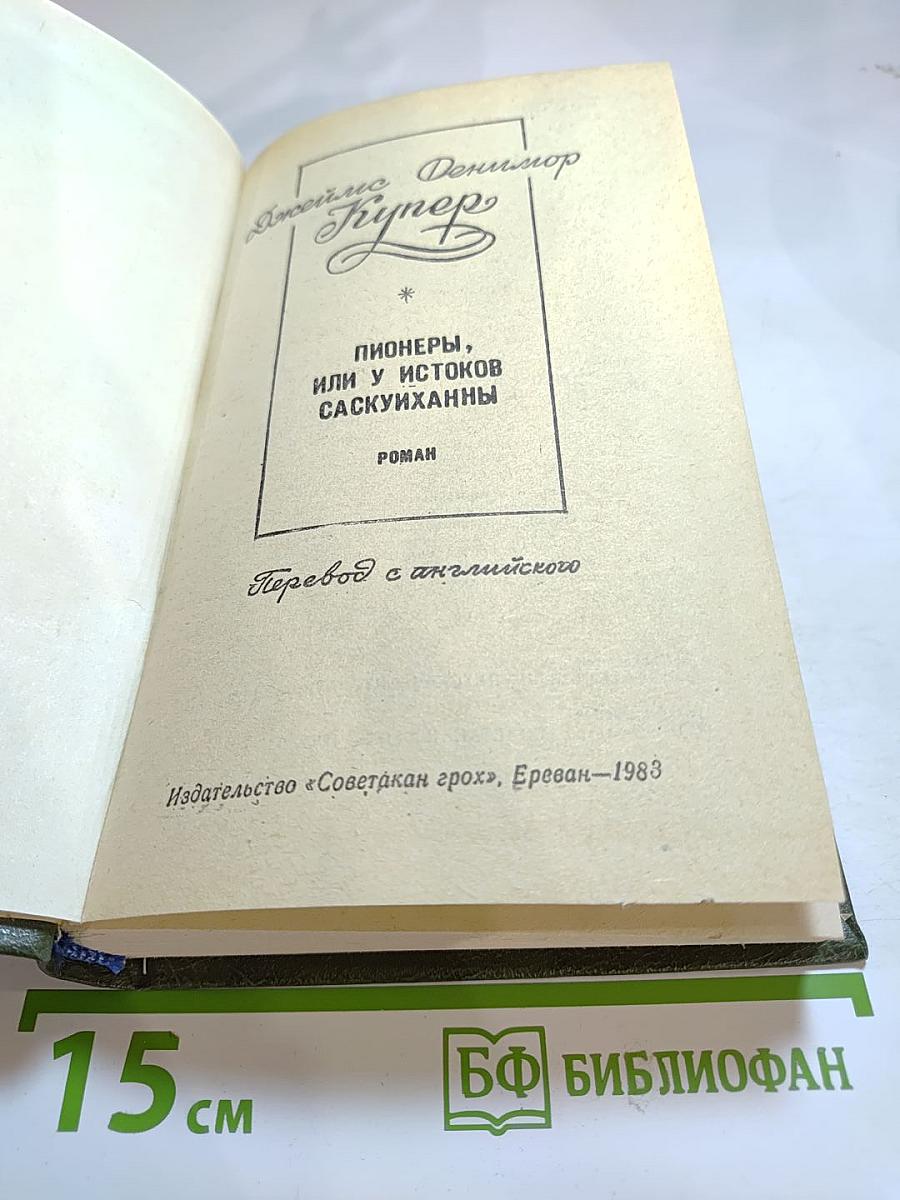 Джеймс Фенимор
Купер
*
ПИОНЕРЫ,
ИЛИ У ИСТОКОВ
САСКУИХАННЫ
РОМАН
Перевод с английского
Издательство «Советакан грох», Ереван—1983
15 см
БФ БИБЛИОФАН